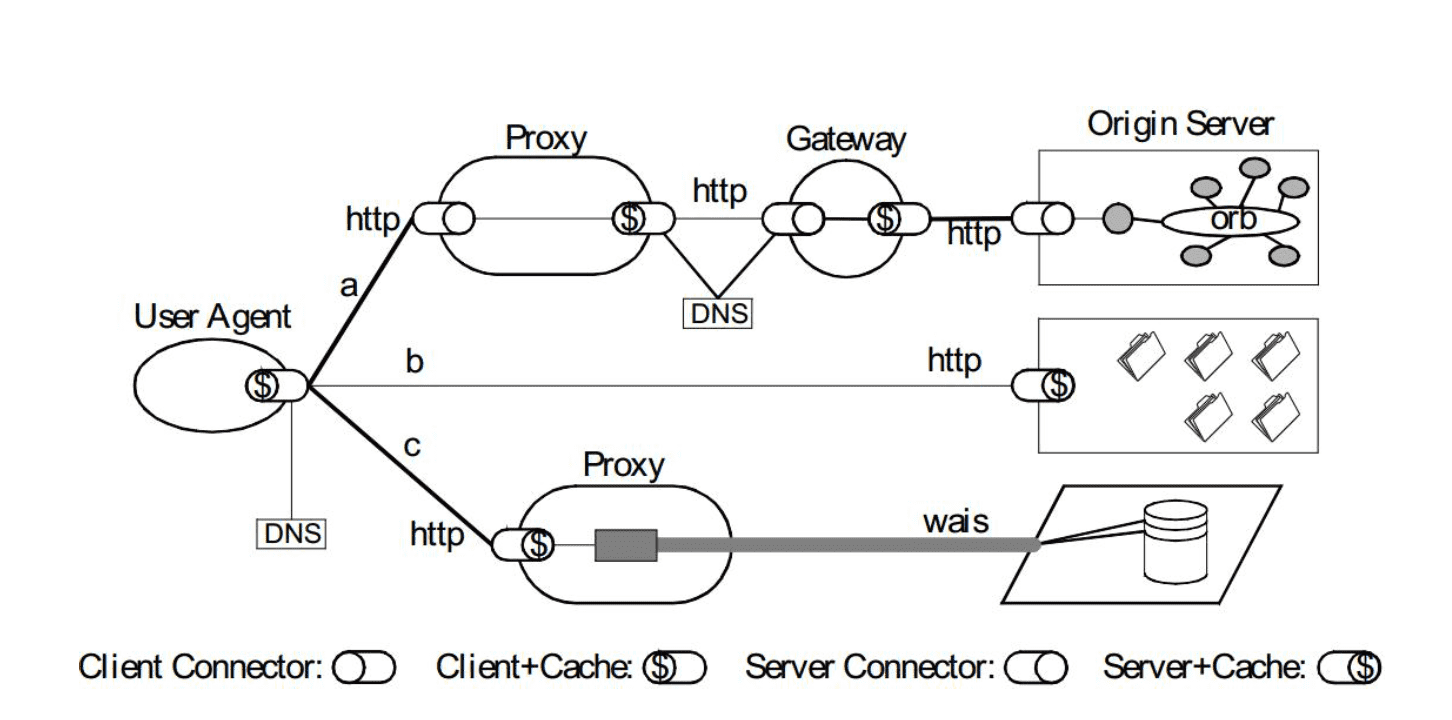 Proxy
Gateway
Origin Server
http
http
http
$
$
orb
a
DNS
User Agent
$
b
http
$
c
Proxy
DNS
http
$
wais
Client Connector:
Client+Cache: $
Server Connector:
Server+Cache: $